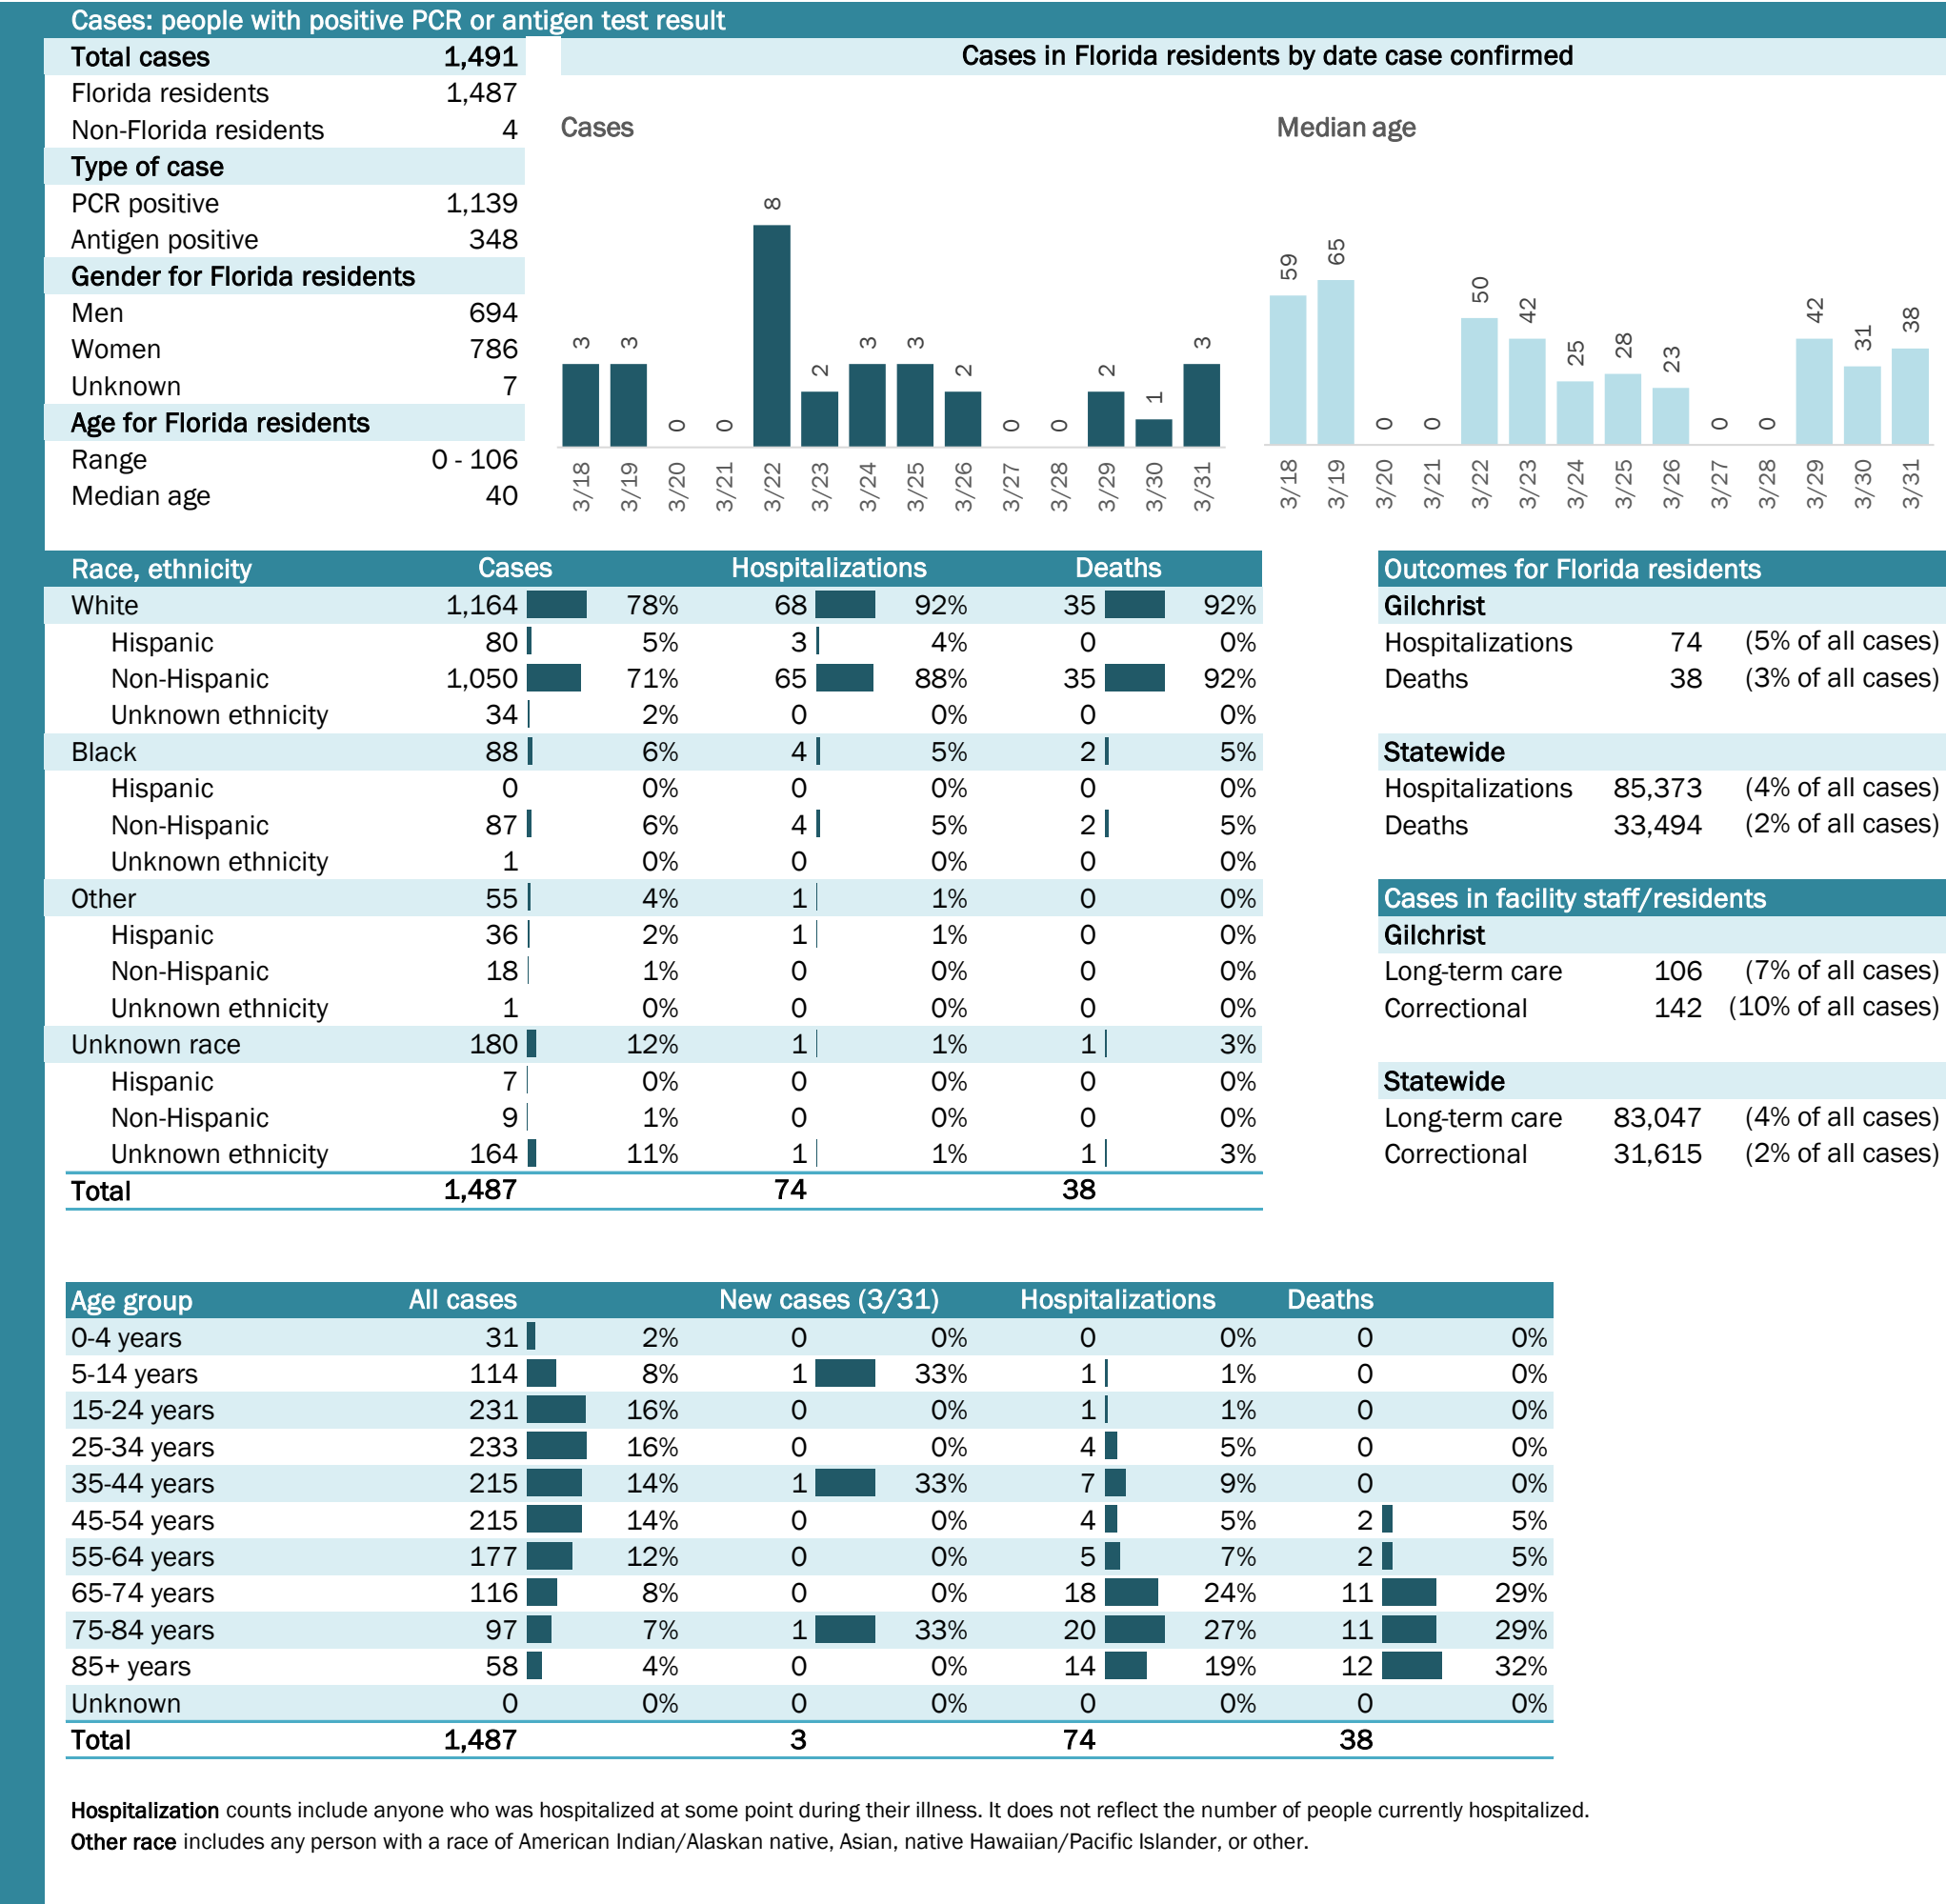 Cases: people with positive PCR or antigen test result
Total cases 1,491
Florida residents 1,487
Non-Florida residents 4
Type of case
PCR positive 1,139
Antigen positive 348
Gender for Florida residents
Men 694
Women 786
Unknown 7
Age for Florida residents
Range 0 - 106
Median age 40
Cases in Florida residents by date case confirmed
Cases
3 3 0 0 8 2 3 3 2 0 0 2 1 3
3/18 3/19 3/20 3/21 3/22 3/23 3/24 3/25 3/26 3/27 3/28 3/29 3/30 3/31
Median age
59 65 0 0 50 42 25 28 23 0 0 42 31 38
3/18 3/19 3/20 3/21 3/22 3/23 3/24 3/25 3/26 3/27 3/28 3/29 3/30 3/31
Race, ethnicity Cases Hospitalizations Deaths
White 1,164 78% 68 92% 35 92%
Hispanic 80 5% 3 4% 0 0%
Non-Hispanic 1,050 71% 65 88% 35 92%
Unknown ethnicity 34 2% 0 0% 0 0%
Black 88 6% 4 5% 2 5%
Hispanic 0 0% 0 0% 0 0%
Non-Hispanic 87 6% 4 5% 2 5%
Unknown ethnicity 1 0% 0 0% 0 0%
Other 55 4% 1 1% 0 0%
Hispanic 36 2% 1 1% 0 0%
Non-Hispanic 18 1% 0 0% 0 0%
Unknown ethnicity 1 0% 0 0% 0 0%
Unknown race 180 12% 1 1% 1 3%
Hispanic 7 0% 0 0% 0 0%
Non-Hispanic 9 1% 0 0% 0 0%
Unknown ethnicity 164 11% 1 1% 1 3%
Total 1,487 74 38
Outcomes for Florida residents
Gilchrist
Hospitalizations 74 (5% of all cases)
Deaths 38 (3% of all cases)
Statewide
Hospitalizations 85,373 (4% of all cases)
Deaths 33,494 (2% of all cases)
Cases in facility staff/residents
Gilchrist
Long-term care 106 (7% of all cases)
Correctional 142 (10% of all cases)
Statewide
Long-term care 83,047 (4% of all cases)
Correctional 31,615 (2% of all cases)
Age group All cases New cases (3/31) Hospitalizations Deaths
0-4 years 31 2% 0 0% 0 0% 0 0%
5-14 years 114 8% 1 33% 1 1% 0 0%
15-24 years 231 16% 0 0% 1 1% 0 0%
25-34 years 233 16% 0 0% 4 5% 0 0%
35-44 years 215 14% 1 33% 7 9% 0 0%
45-54 years 215 14% 0 0% 4 5% 2 5%
55-64 years 177 12% 0 0% 5 7% 2 5%
65-74 years 116 8% 0 0% 18 24% 11 29%
75-84 years 97 7% 1 33% 20 27% 11 29%
85+ years 58 4% 0 0% 14 19% 12 32%
Unknown 0 0% 0 0% 0 0% 0 0%
Total 1,487 3 74 38
Hospitalization counts include anyone who was hospitalized at some point during their illness. It does not reflect the number of people currently hospitalized.
Other race includes any person with a race of American Indian/Alaskan native, Asian, native Hawaiian/Pacific Islander, or other.